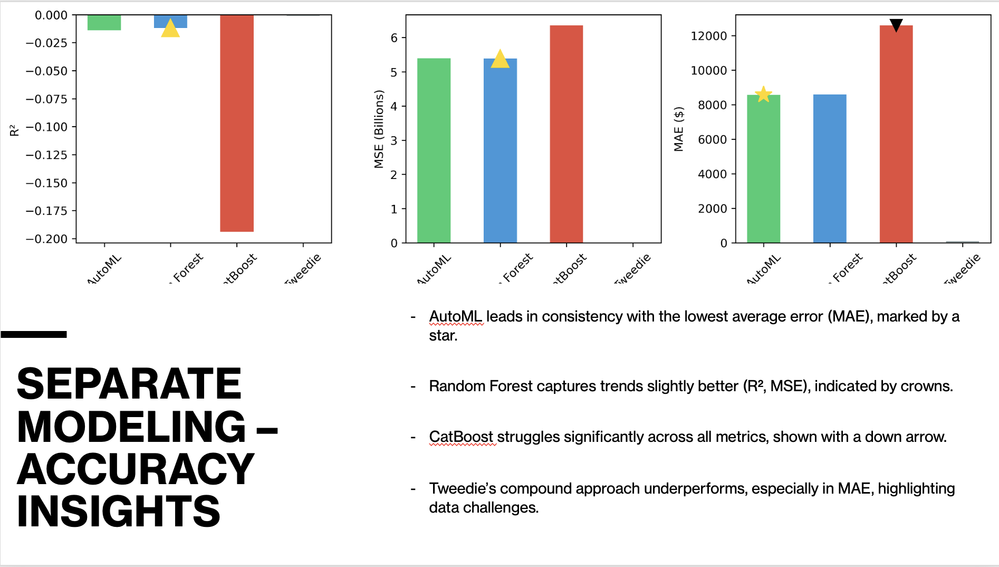 0.000
−0.025
−0.050
−0.075
−0.100
−0.125
−0.150
−0.175
−0.200
R²
AutoML
Forest
atBoost
Tweedie
6
5
4
3
2
1
0
MSE (Billions)
AutoML
Forest
atBoost
Tweedie
12000
10000
8000
6000
4000
2000
0
MAE ($)
AutoML
Forest
atBoost
Tweedie
- AutoML leads in consistency with the lowest average error (MAE), marked by a
star.
- Random Forest captures trends slightly better (R², MSE), indicated by crowns.
- CatBoost struggles significantly across all metrics, shown with a down arrow.
- Tweedie’s compound approach underperforms, especially in MAE, highlighting
data challenges.
SEPARATE
MODELING –
ACCURACY
INSIGHTS